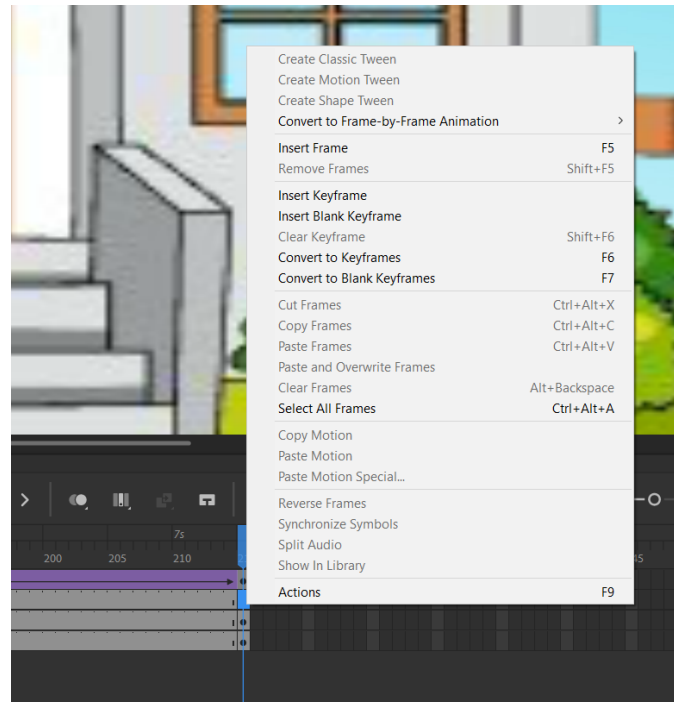 Create Classic Tween
Create Motion Tween
Create Shape Tween
Convert to Frame-by-Frame Animation
Insert Frame F5
Remove Frames Shift+F5
Insert Keyframe
Insert Blank Keyframe
Clear Keyframe Shift+F6
Convert to Keyframes F6
Convert to Blank Keyframes F7
Cut Frames Ctrl+Alt+X
Copy Frames Ctrl+Alt+C
Paste Frames Ctrl+Alt+V
Paste and Overwrite Frames
Clear Frames Alt+Backspace
Select All Frames Ctrl+Alt+A
Copy Motion
Paste Motion
Paste Motion Special...
Reverse Frames
Synchronize Symbols
Split Audio
Show In Library
Actions F9
7s
200 205 210